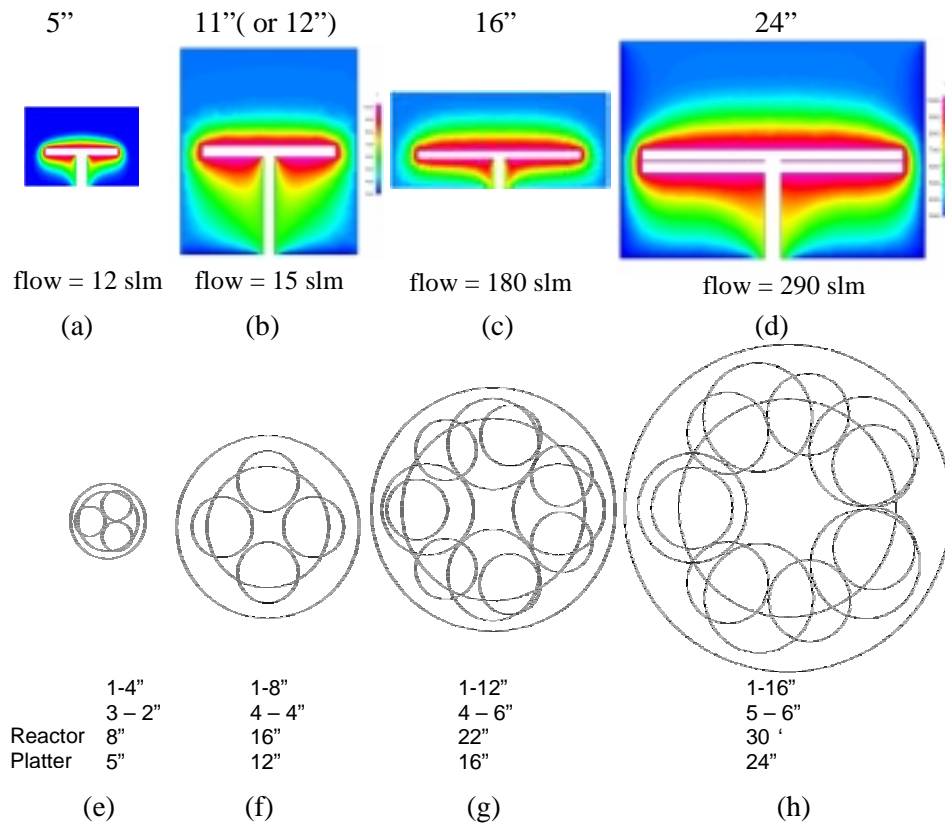 5” 11”( or 12”) 16” 24”
flow = 12 slm flow = 15 slm flow = 180 slm flow = 290 slm
(a) (b) (c) (d)
1-4” 1-8” 1-12” 1-16”
3 – 2” 4 – 4” 4 – 6” 5 – 6”
Reactor 8” 16” 22” 30 ‘
Platter 5” 12” 16” 24”
(e) (f) (g) (h)